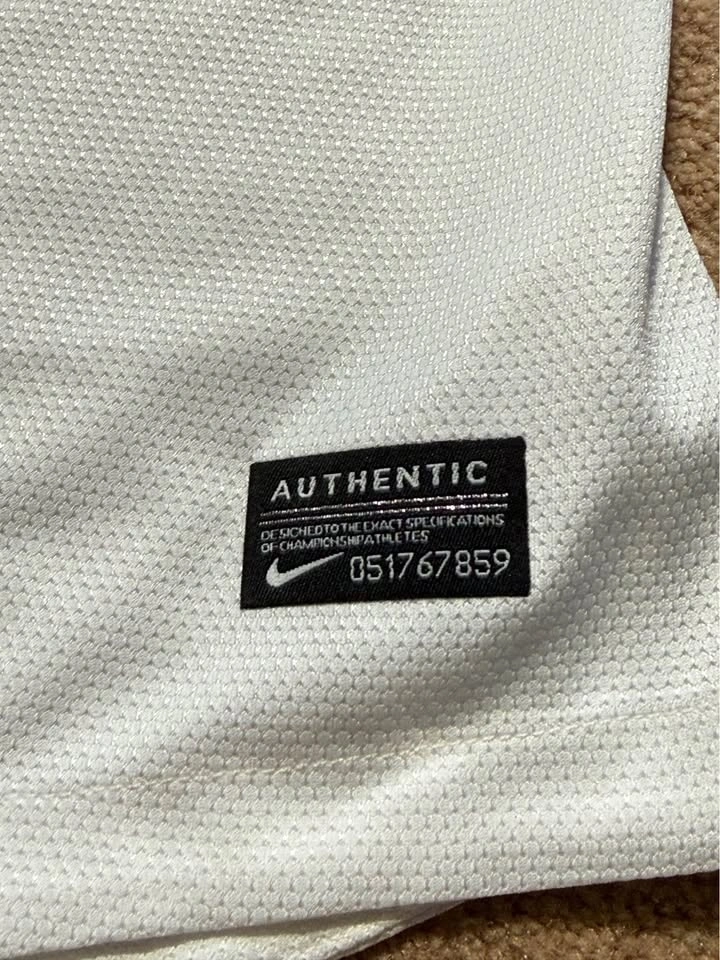 AUTHENTIC
DESIGNED TO THE EXACT SPECIFICATIONS
OF CHAMPIONSHIP ATHLETES
051767859